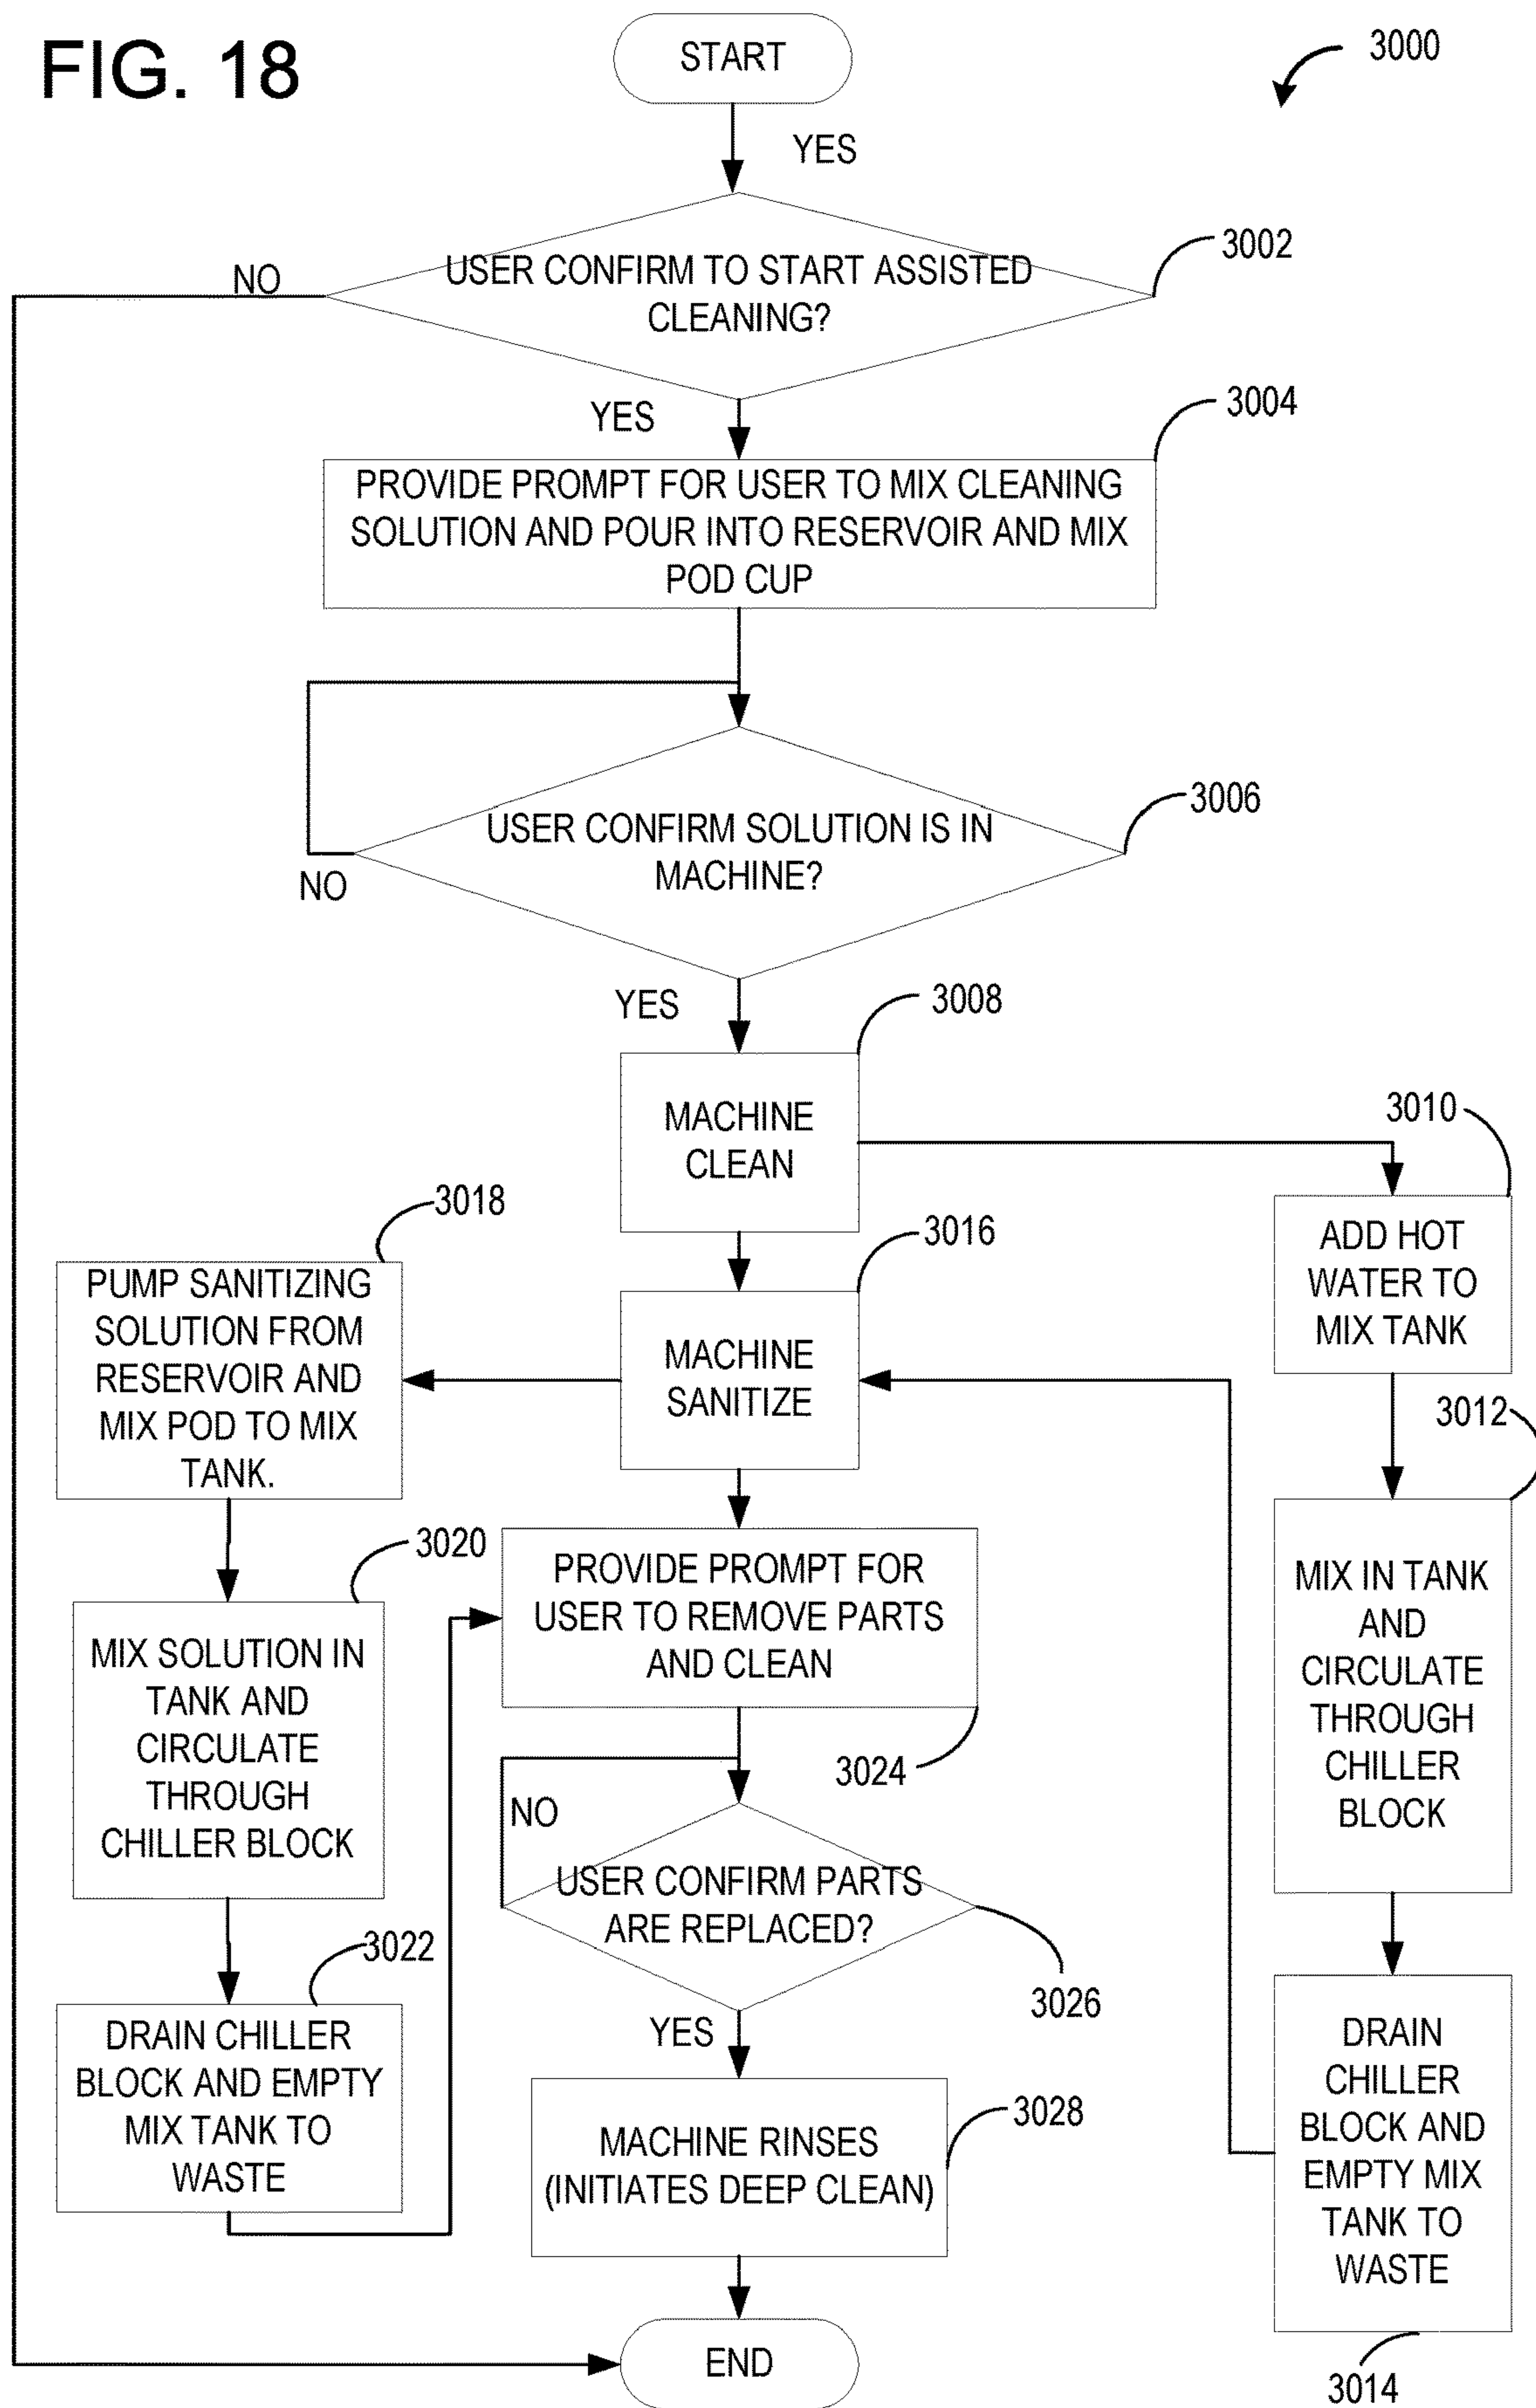 FIG. 18
START
3000
YES
3002
NO
USER CONFIRM TO START ASSISTED
CLEANING?
YES
3004
PROVIDE PROMPT FOR USER TO MIX CLEANING
SOLUTION AND POUR INTO RESERVOIR AND MIX
POD CUP
3006
USER CONFIRM SOLUTION IS IN
MACHINE?
NO
YES
3008
MACHINE
CLEAN
3010
ADD HOT
WATER TO
MIX TANK
3012
MIX IN TANK
AND
CIRCULATE
THROUGH
CHILLER
BLOCK
DRAIN
CHILLER
BLOCK AND
EMPTY MIX
TANK TO
WASTE
3014
3016
MACHINE
SANITIZE
3018
PUMP SANITIZING
SOLUTION FROM
RESERVOIR AND
MIX POD TO MIX
TANK.
3020
MIX SOLUTION IN
TANK AND
CIRCULATE
THROUGH
CHILLER BLOCK
3022
DRAIN CHILLER
BLOCK AND EMPTY
MIX TANK TO
WASTE
PROVIDE PROMPT FOR
USER TO REMOVE PARTS
AND CLEAN
3024
NO
USER CONFIRM PARTS
ARE REPLACED?
3026
YES
3028
MACHINE RINSES
(INITIATES DEEP CLEAN)
END